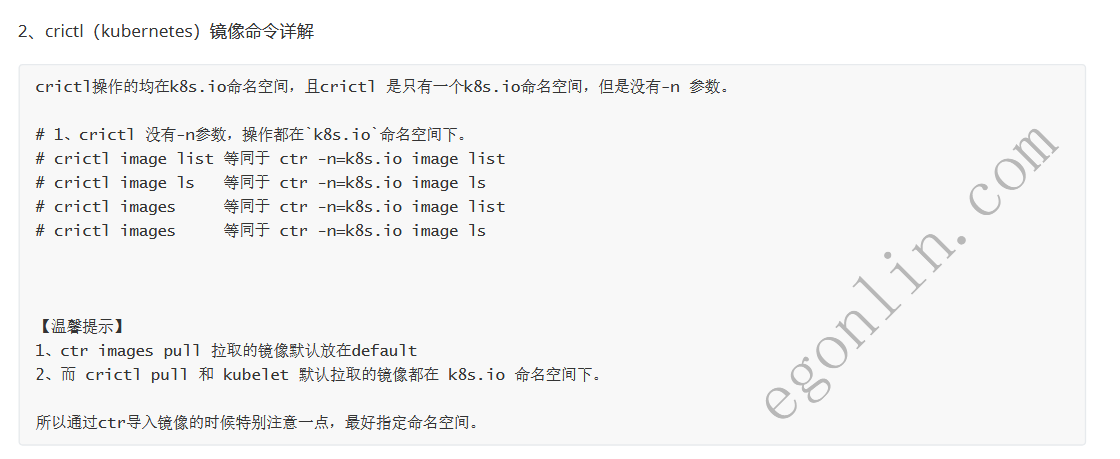 2、crictl（kubernetes）镜像命令详解
crictl操作的均在k8s.io命名空间，且crictl 是只有一个k8s.io命名空间，但是没有-n 参数。
# 1、crictl 没有-n参数，操作都在`k8s.io`命名空间下。
# crictl image list 等同于 ctr -n=k8s.io image list
# crictl image ls   等同于 ctr -n=k8s.io image ls
# crictl images     等同于 ctr -n=k8s.io image list
# crictl images     等同于 ctr -n=k8s.io image ls
【温馨提示】
1、ctr images pull 拉取的镜像默认放在default
2、而 crictl pull 和 kubelet 默认拉取的镜像都在 k8s.io 命名空间下。
所以通过ctr导入镜像的时候特别注意一点，最好指定命名空间。
egonlin.com